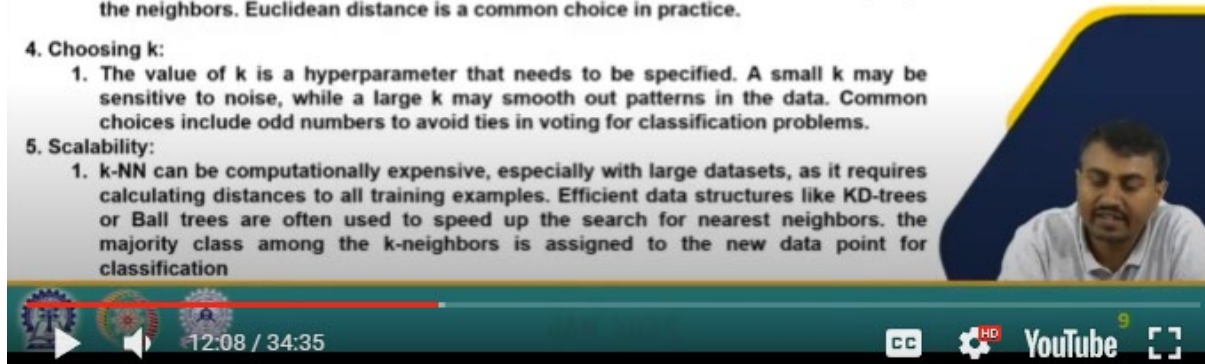 the neighbors. Euclidean distance is a common choice in practice.
4. Choosing k:
1. The value of k is a hyperparameter that needs to be specified. A small k may be
sensitive to noise, while a large k may smooth out patterns in the data. Common
choices include odd numbers to avoid ties in voting for classification problems.
5. Scalability:
1. k-NN can be computationally expensive, especially with large datasets, as it requires
calculating distances to all training examples. Efficient data structures like KD-trees
or Ball trees are often used to speed up the search for nearest neighbors. the
majority class among the k-neighbors is assigned to the new data point for
classification
9
12:08 / 34:35
CC
HD
YouTube